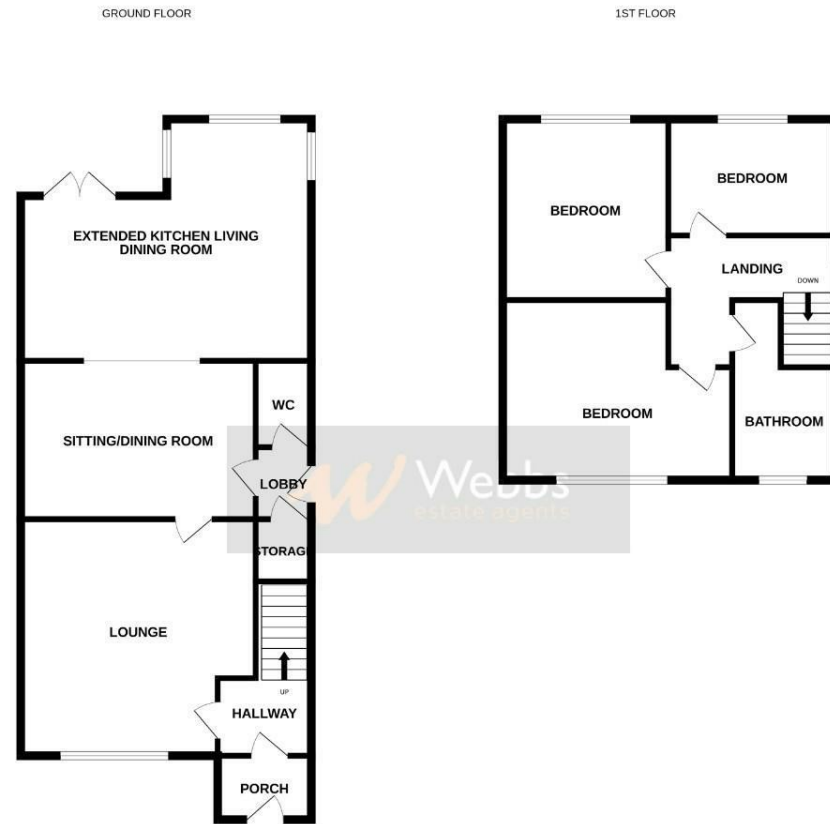 GROUND FLOOR
1ST FLOOR
EXTENDED KITCHEN LIVING
DINING ROOM
WC
SITTING/DINING ROOM
LOBBY
STORAG
LOUNGE
UP
HALLWAY
PORCH
BEDROOM
BEDROOM
LANDING
DOWN
BEDROOM
BATHROOM
Webbs
estate agents